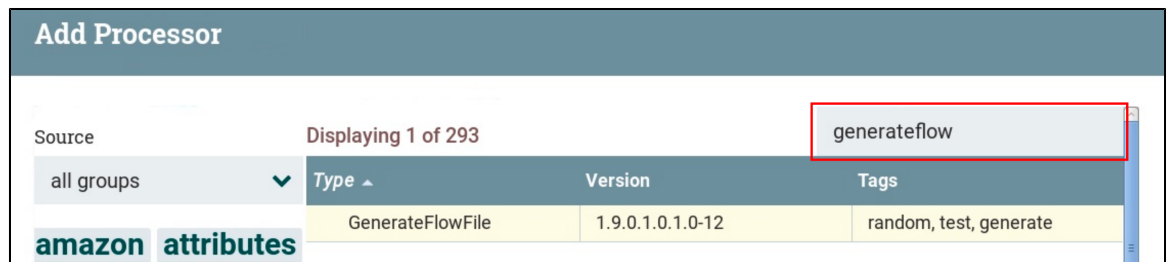 Add Processor
Source
Displaying 1 of 293
generateflow
all groups
Type
Version
Tags
GenerateFlowFile
1.9.0.1.0.1.0-12
random, test, generate
amazon attributes